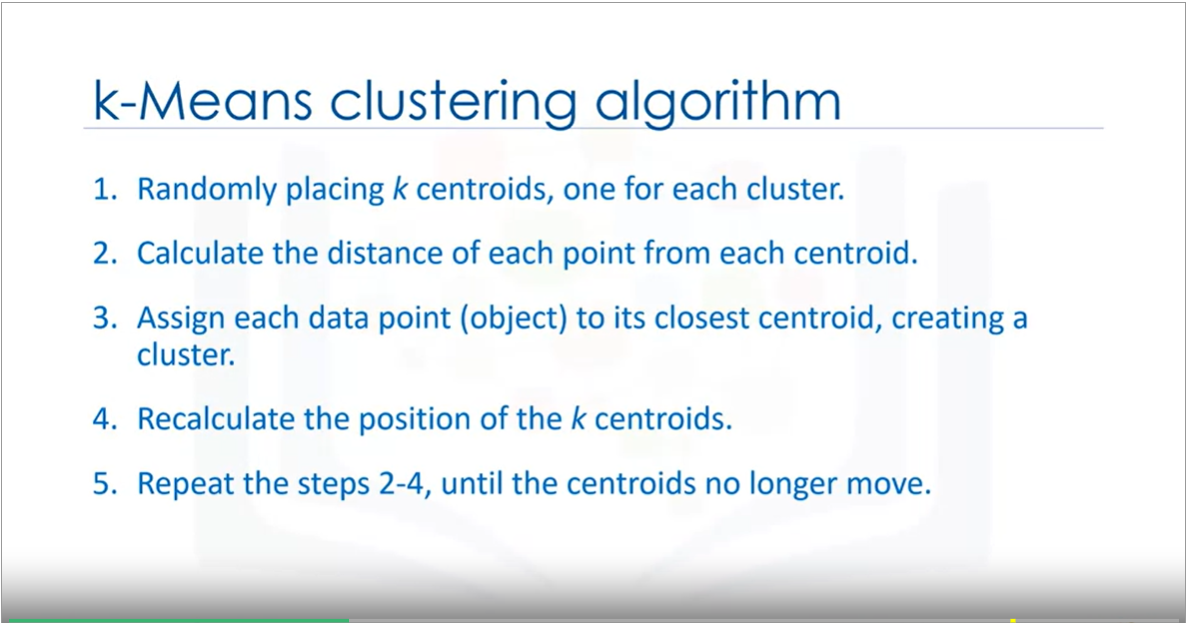 k-Means clustering algorithm
1. Randomly placing k centroids, one for each cluster.
2. Calculate the distance of each point from each centroid.
3. Assign each data point (object) to its closest centroid, creating a
cluster.
4. Recalculate the position of the k centroids.
5. Repeat the steps 2-4, until the centroids no longer move.